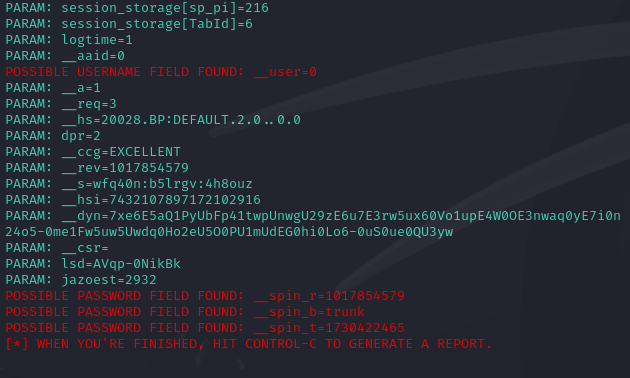 PARAM: session_storage[sp_pi]=216
PARAM: session_storage[TabId]=6
PARAM: logtime=1
PARAM: __aaid=0
POSSIBLE USERNAME FIELD FOUND: __user=0
PARAM: __a=1
PARAM: __req=3
PARAM: __hs=20028.BP:DEFAULT.2.0..0.0
PARAM: dpr=2
PARAM: __ccg=EXCELLENT
PARAM: __rev=1017854579
PARAM: __s=wfq40n:b5lrgv:4h8ouz
PARAM: __hsi=7432107897172102916
PARAM: __dyn=7xe6E5aQ1PyUbFp41twpUnwgU29zE6u7E3rw5ux60Vo1upE4W0OE3nwaq0yE7i0n
24o5-0me1Fw5uw5Uwdq0Ho2eU5O0PU1mUdEG0hi0Lo6-0uS0ue0QU3yw
PARAM: __csr=
PARAM: lsd=AVqp-0NikBk
PARAM: jazoest=2932
POSSIBLE PASSWORD FIELD FOUND: __spin_r=1017854579
POSSIBLE PASSWORD FIELD FOUND: __spin_b=trunk
POSSIBLE PASSWORD FIELD FOUND: __spin_t=1730422465
[*] WHEN YOU'RE FINISHED, HIT CONTROL-C TO GENERATE A REPORT.